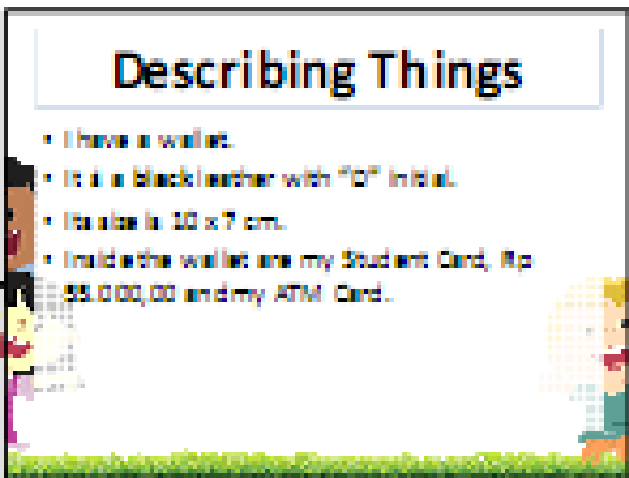 Describing Things
• I have a wallet.
• It is a black leather with "O" initial.
• Its size is 10 x 7 cm.
• Inside the wallet are my Student Card, Rp
55.000,00 and my ATM Card.